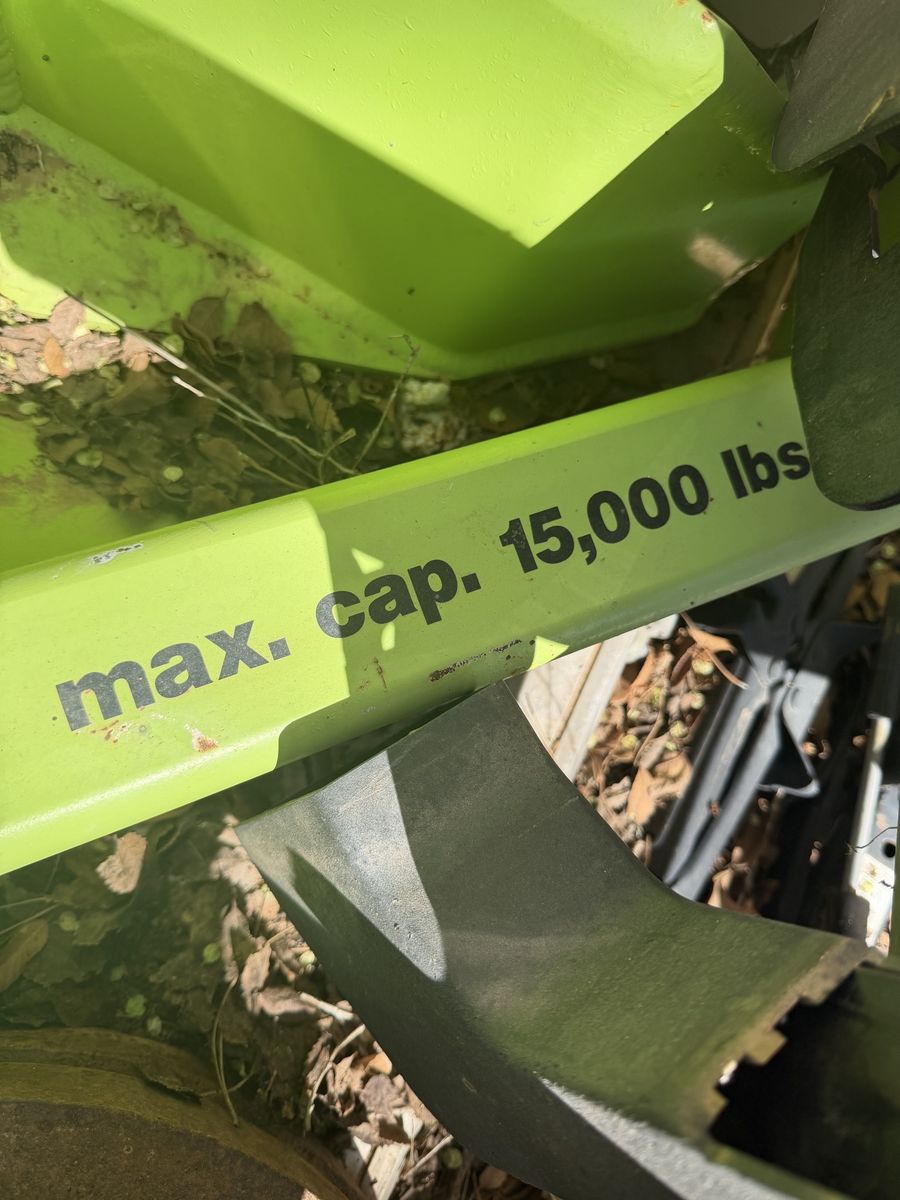 max. cap. 15,000 lbs